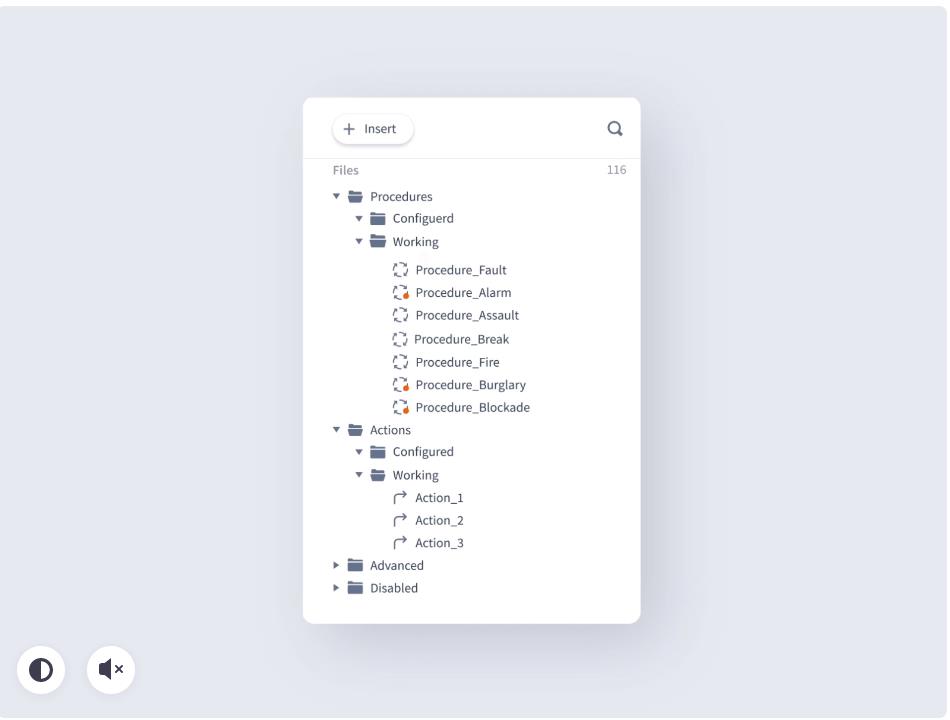 Insert
Files 116
Procedures
Configuerd
Working
Procedure_Fault
Procedure_Alarm
Procedure_Assault
Procedure_Break
Procedure_Fire
Procedure_Burglary
Procedure_Blockade
Actions
Configured
Working
Action_1
Action_2
Action_3
Advanced
Disabled